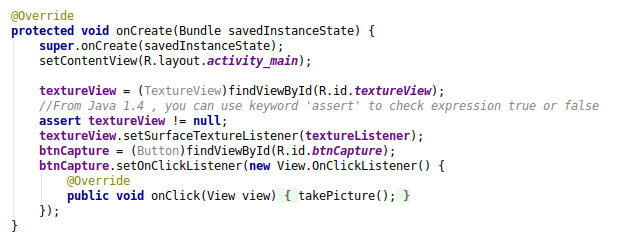 @Override
protected void onCreate(Bundle savedInstanceState) {
    super.onCreate(savedInstanceState);
    setContentView(R.layout.activity_main);

    textureView = (TextureView)findViewById(R.id.textureView);
    //From Java 1.4 , you can use keyword 'assert' to check expression true or false
    assert textureView != null;
    textureView.setSurfaceTextureListener(textureListener);
    btnCapture = (Button)findViewById(R.id.btnCapture);
    btnCapture.setOnClickListener(new View.OnClickListener() {
        @Override
        public void onClick(View view) { takePicture(); }
    });
}